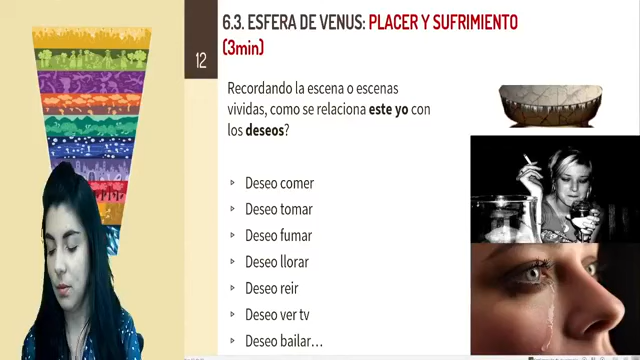 6.3. ESFERA DE VENUS: PLACER Y SUFRIMIENTO
(3min)
12
Recordando la escena o escenas
vividas, como se relaciona este yo con
los deseos?
Deseo comer
Deseo tomar
Deseo fumar
Deseo llorar
Deseo reir
Deseo ver tv
Deseo bailar...